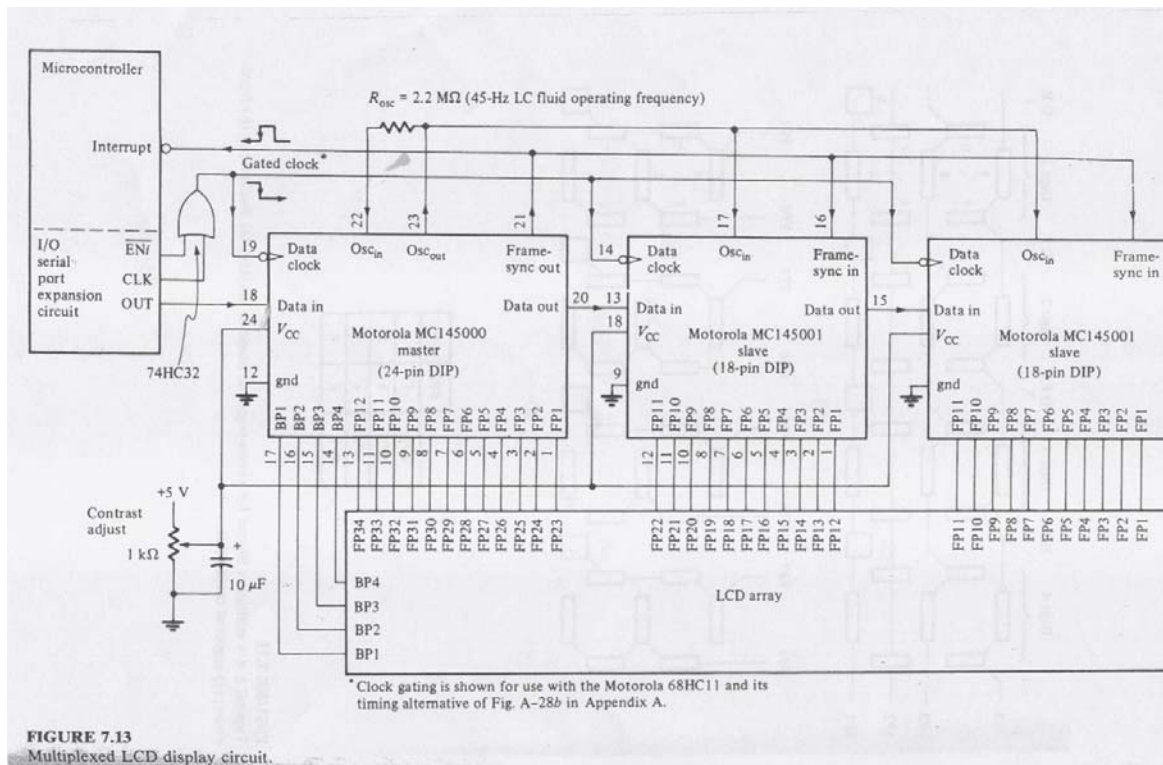 Microcontroller
Interrupt
I/O
serial
port
expansion
circuit
ENi
CLK
OUT
74HC32
Rosc = 2.2 MΩ (45-Hz LC fluid operating frequency)
Gated clock*
22
23
21
17
16
19
Data
clock
Oscin
Oscout
Frame-
sync out
18
Data in
24
VCC
12
gnd
Data out
20
Motorola MC145000
master
(24-pin DIP)
BP1 BP2 BP3 BP4 FP12 FP11 FP10 FP9 FP8 FP7 FP6 FP5 FP4 FP3 FP2 FP1
17 16 15 14 13 11 10 9 8 7 6 5 4 3 2 1
14
Data
clock
Oscin
Frame-
sync in
13
Data in
18
VCC
9
gnd
Data out
15
Motorola MC145001
slave
(18-pin DIP)
FP11 FP10 FP9 FP8 FP7 FP6 FP5 FP4 FP3 FP2 FP1
12 11 10 8 7 6 5 4 3 2 1
Data
clock
Oscin
Frame-
sync in
Data in
VCC
gnd
Motorola MC145001
slave
(18-pin DIP)
FP11 FP10 FP9 FP8 FP7 FP6 FP5 FP4 FP3 FP2 FP1
+5 V
Contrast
adjust
1 kΩ
+
10 μF
FP34 FP33 FP32 FP31 FP30 FP29 FP28 FP27 FP26 FP25 FP24 FP23
FP22 FP21 FP20 FP19 FP18 FP17 FP16 FP15 FP14 FP13 FP12
FP11 FP10 FP9 FP8 FP7 FP6 FP5 FP4 FP3 FP2 FP1
BP4
BP3
BP2
BP1
LCD array
*Clock gating is shown for use with the Motorola 68HC11 and its
timing alternative of Fig. A–28b in Appendix A.
FIGURE 7.13
Multiplexed LCD display circuit.